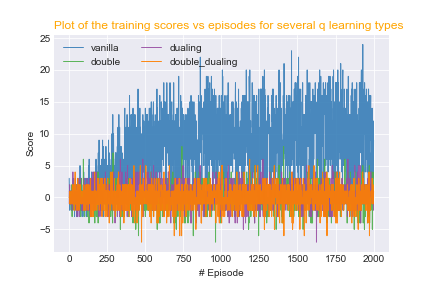 Plot of the training scores vs episodes for several q learning types
vanilla
double
dualing
double_dualing
Score
25
20
15
10
5
0
−5
0
250
500
750
1000
1250
1500
1750
2000
# Episode